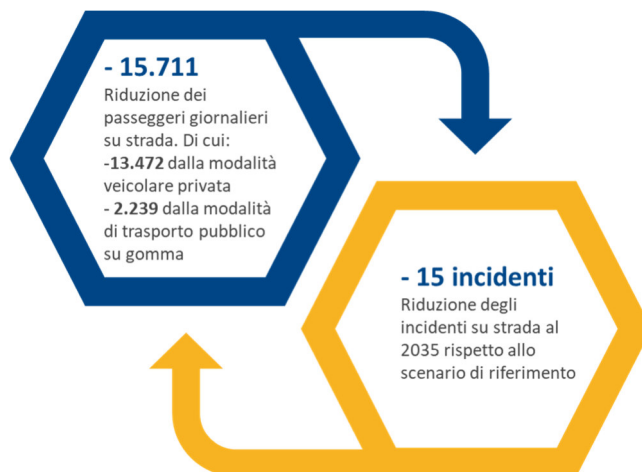 - 15.711
Riduzione dei
passeggeri giornalieri
su strada. Di cui:
-13.472 dalla modalità
veicolare privata
- 2.239 dalla modalità
di trasporto pubblico
su gomma
- 15 incidenti
Riduzione degli
incidenti su strada al
2035 rispetto allo
scenario di riferimento